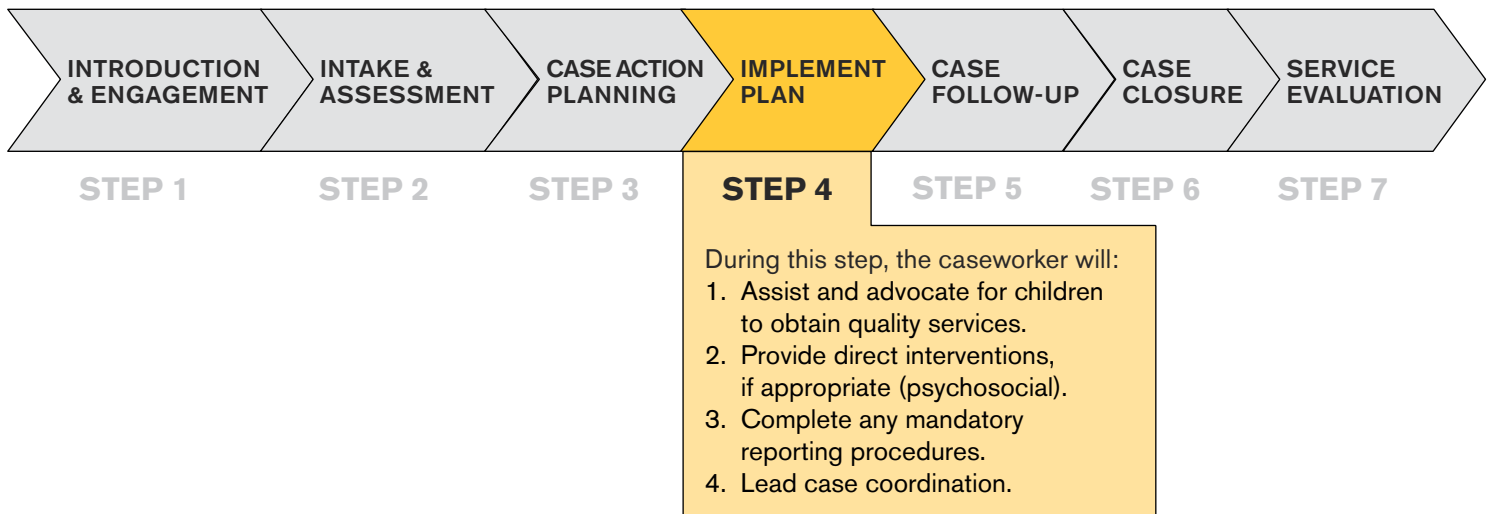 INTRODUCTION
& ENGAGEMENT
INTAKE &
ASSESSMENT
CASE ACTION
PLANNING
IMPLEMENT
PLAN
CASE
FOLLOW-UP
CASE
CLOSURE
SERVICE
EVALUATION
STEP 1
STEP 2
STEP 3
STEP 4
STEP 5
STEP 6
STEP 7
During this step, the caseworker will:
1. Assist and advocate for children
to obtain quality services.
2. Provide direct interventions,
if appropriate (psychosocial).
3. Complete any mandatory
reporting procedures.
4. Lead case coordination.